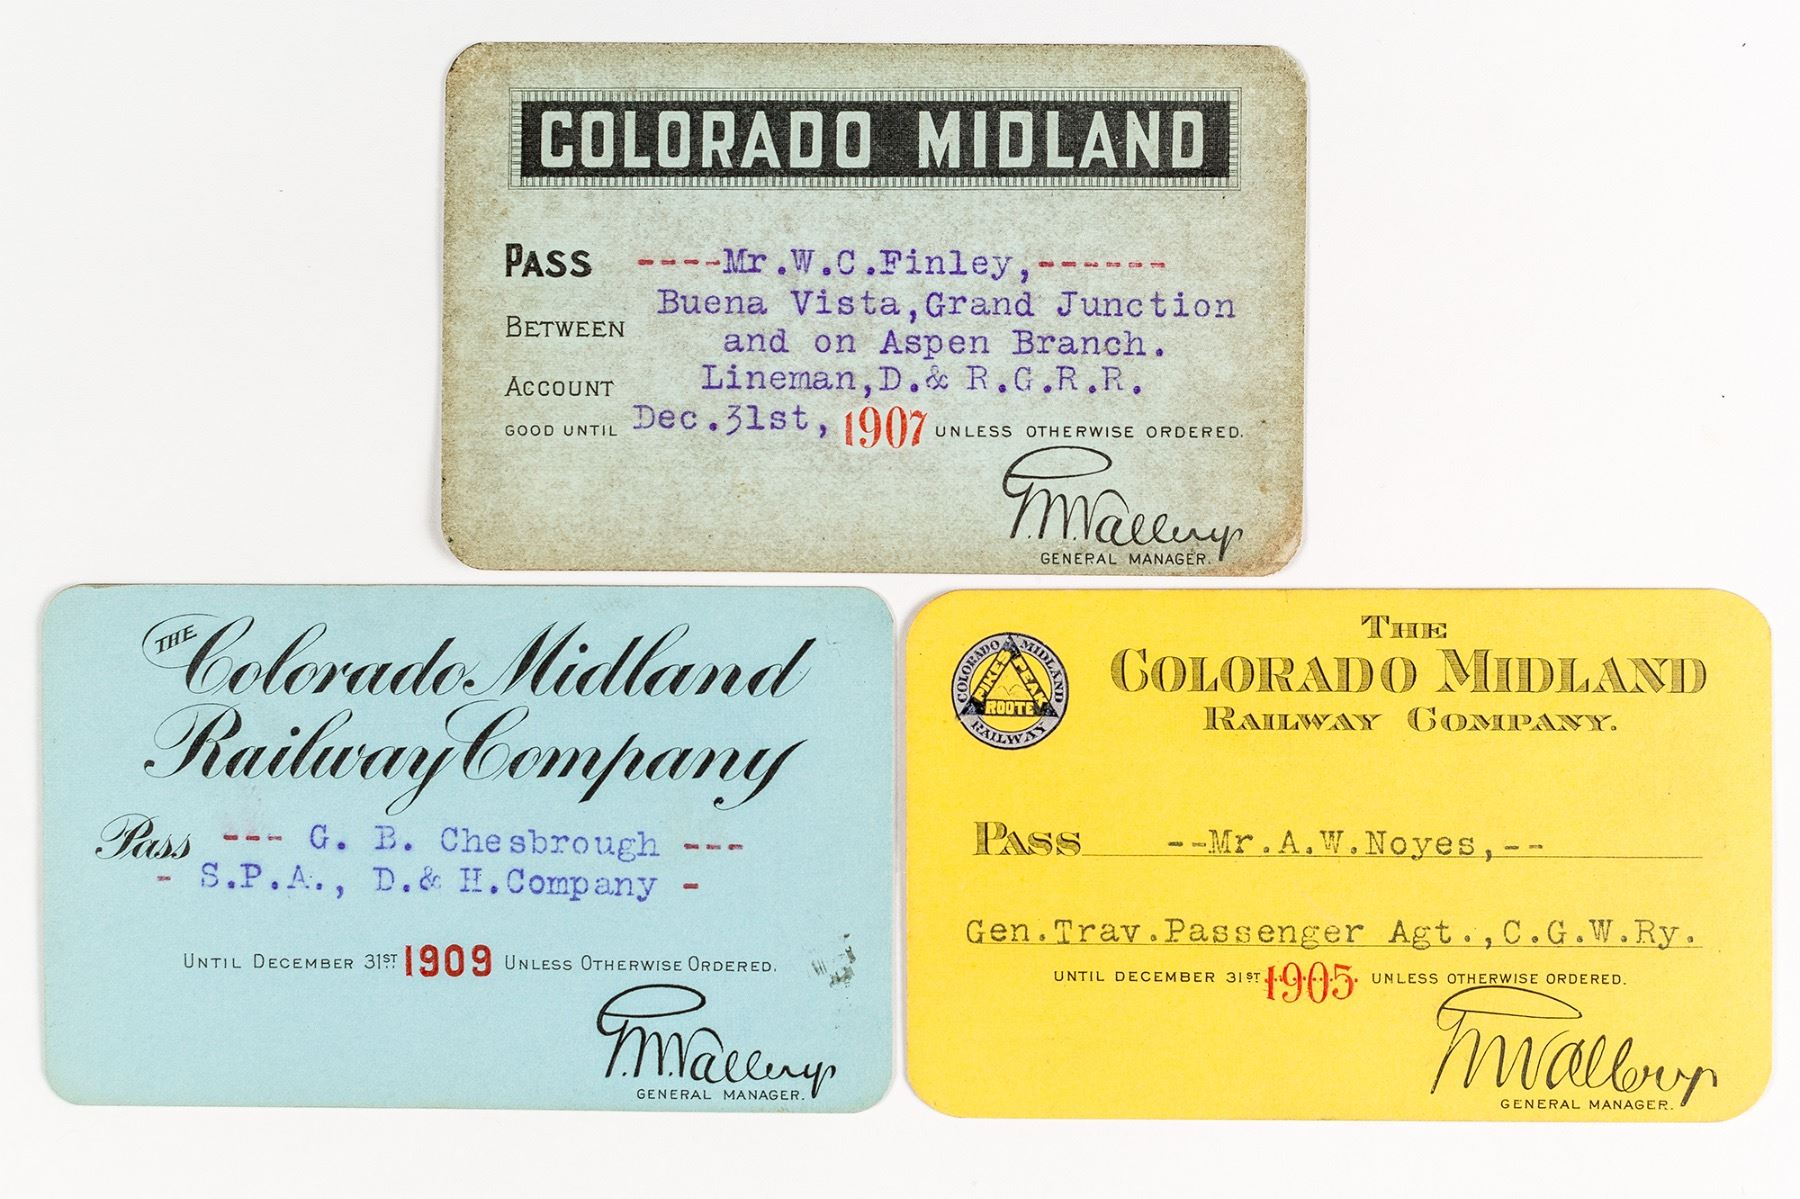 COLORADO MIDLAND
PASS ----Mr.W.C.Finley,------
BETWEEN Buena Vista,Grand Junction
and on Aspen Branch.
ACCOUNT Lineman,D.& R.G.R.R.
GOOD UNTIL Dec.31st, 1907 UNLESS OTHERWISE ORDERED.
GENERAL MANAGER.
THE Colorado Midland
Railway Company
Pass --- G. B. Chesbrough ---
- S.P.A., D.& H.Company -
UNTIL DECEMBER 31ST 1909 UNLESS OTHERWISE ORDERED.
GENERAL MANAGER.
COLORADO MIDLAND
PIKES PEAK
ROUTE
RAILWAY
THE
COLORADO MIDLAND
RAILWAY COMPANY.
PASS --Mr.A.W.Noyes,--
Gen.Trav.Passenger Agt.,C.G.W.Ry.
UNTIL DECEMBER 31ST 1905 UNLESS OTHERWISE ORDERED.
GENERAL MANAGER.